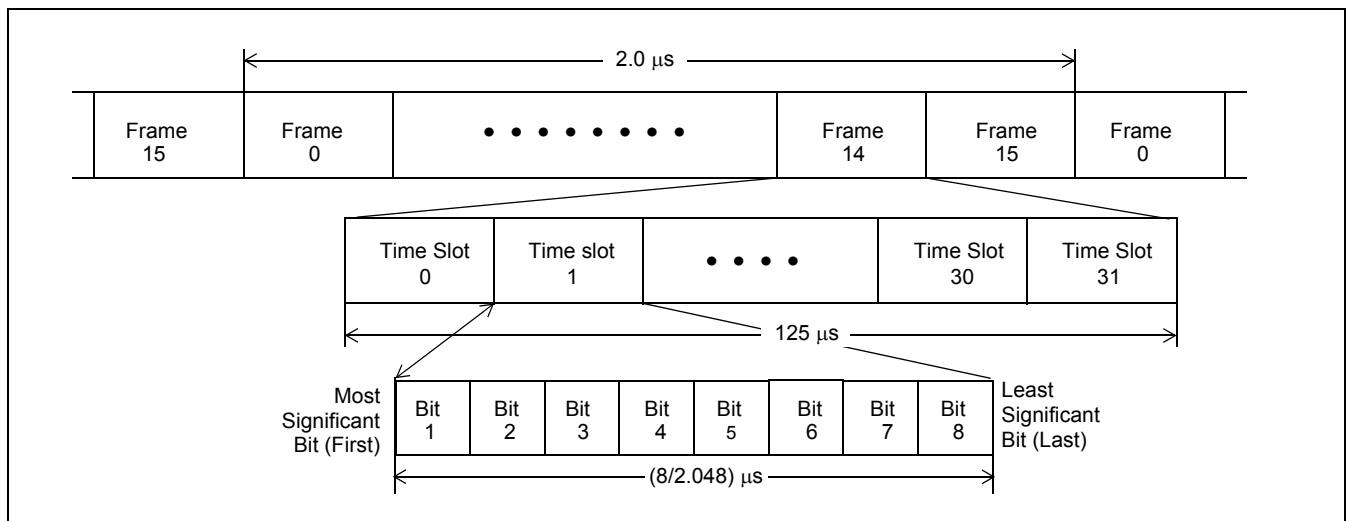 2.0 μs
Frame 15
Frame 0
Frame 14
Frame 15
Frame 0
Time Slot 0
Time slot 1
Time Slot 30
Time Slot 31
125 μs
Most Significant Bit (First)
Bit 1
Bit 2
Bit 3
Bit 4
Bit 5
Bit 6
Bit 7
Bit 8
Least Significant Bit (Last)
(8/2.048) μs